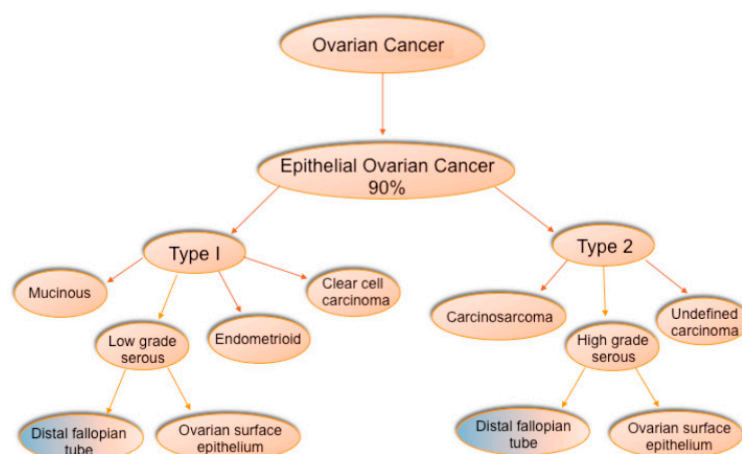 Ovarian Cancer
Epithelial Ovarian Cancer
90%
Type I
Type 2
Mucinous
Clear cell
carcinoma
Low grade
serous
Endometrioid
Carcinosarcoma
High grade
serous
Undefined
carcinoma
Distal fallopian
tube
Ovarian surface
epithelium
Distal fallopian
tube
Ovarian surface
epithelium